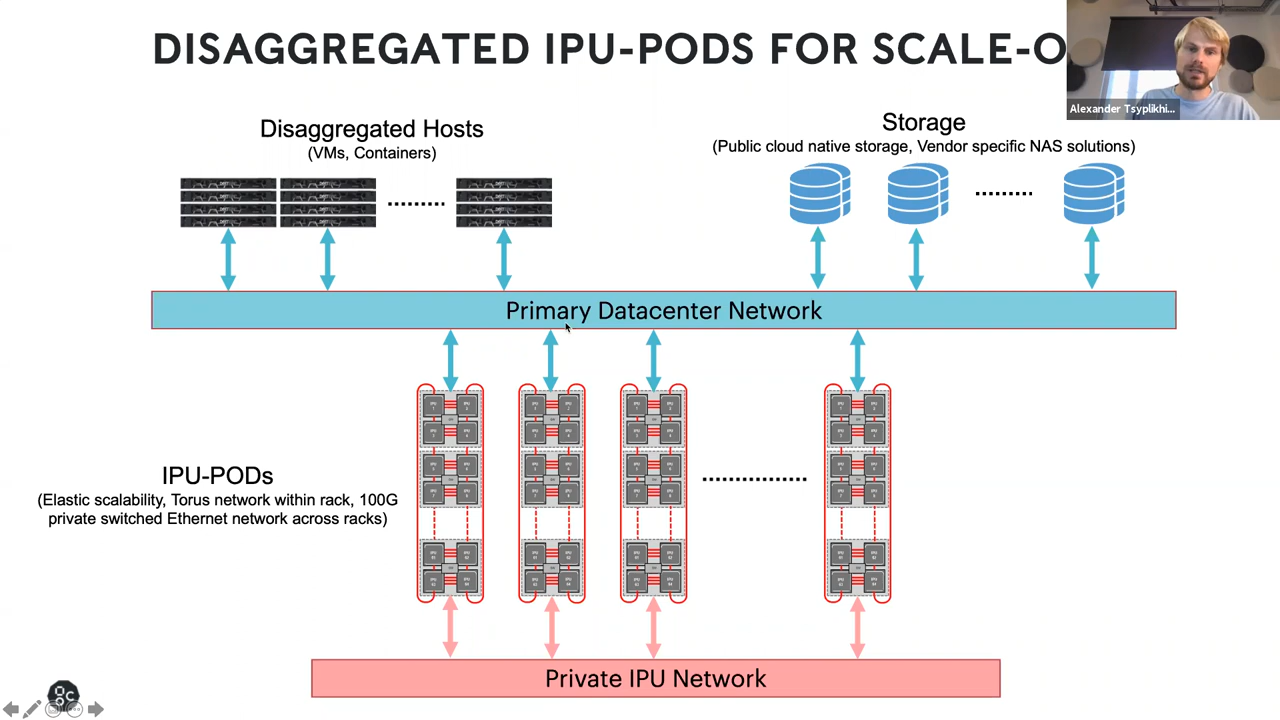 DISAGGREGATED IPU-PODS FOR SCALE-O
Alexander Tsyplikhi...
Disaggregated Hosts
(VMs, Containers)
Storage
(Public cloud native storage, Vendor specific NAS solutions)
Primary Datacenter Network
IPU-PODs
(Elastic scalability, Torus network within rack, 100G
private switched Ethernet network across racks)
Private IPU Network